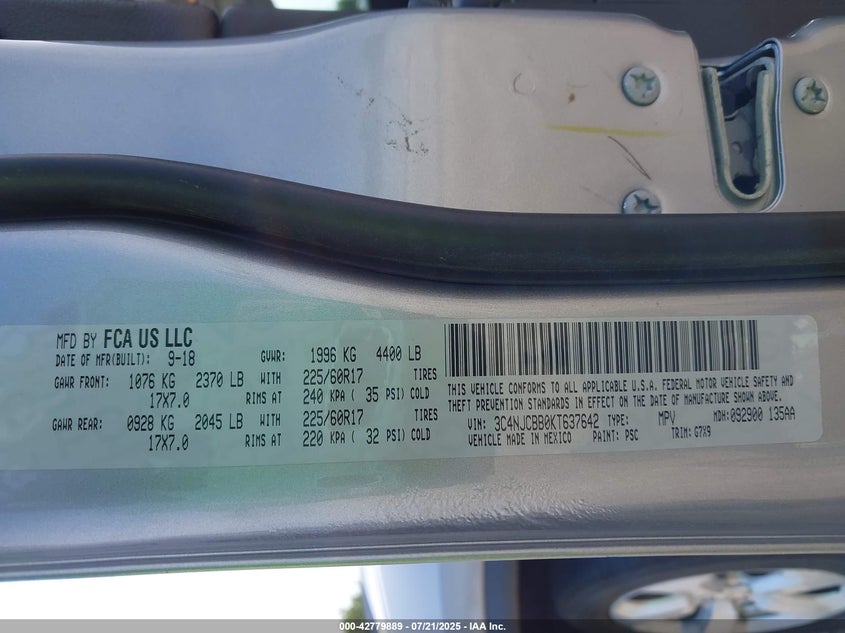 MFD BY FCA US LLC
DATE OF MFR(BUILT): 9-18 GVWR: 1996 KG 4400 LB
GAWR FRONT: 1076 KG 2370 LB WITH 225/60R17 TIRES
17X7.0 RIMS AT 240 KPA ( 35 PSI) COLD
GAWR REAR: 0928 KG 2045 LB WITH 225/60R17 TIRES
17X7.0 RIMS AT 220 KPA ( 32 PSI) COLD
THIS VEHICLE CONFORMS TO ALL APPLICABLE U.S.A. FEDERAL MOTOR VEHICLE SAFETY AND
THEFT PREVENTION STANDARDS IN EFFECT ON THE DATE OF MANUFACTURE SHOWN ABOVE.
VIN: 3C4NJCBB0KT637642 TYPE: MPV MDH: 092900 135AA
VEHICLE MADE IN MEXICO PAINT: PSC TRIM: G7X9
000-42779889 - 07/21/2025 - IAA Inc.